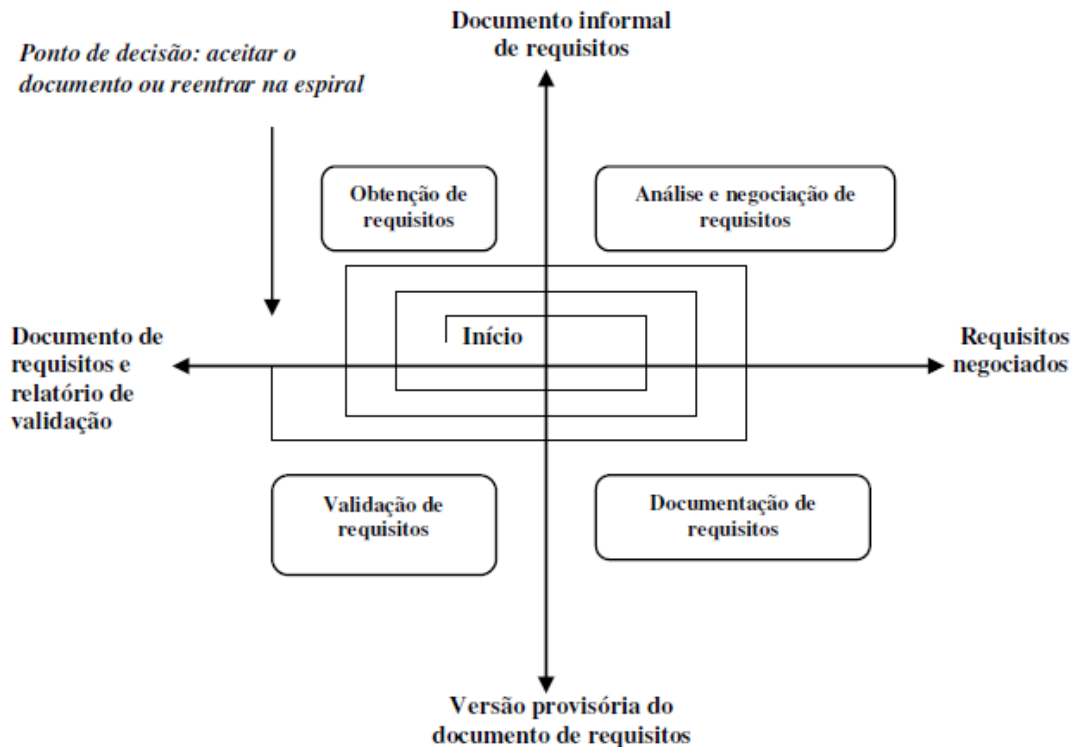 Documento informal
de requisitos
Ponto de decisão: aceitar o
documento ou reentrar na espiral
Obtenção de
requisitos
Análise e negociação de
requisitos
Início
Documento de
requisitos e
relatório de
validação
Requisitos
negociados
Validação de
requisitos
Documentação de
requisitos
Versão provisória do
documento de requisitos